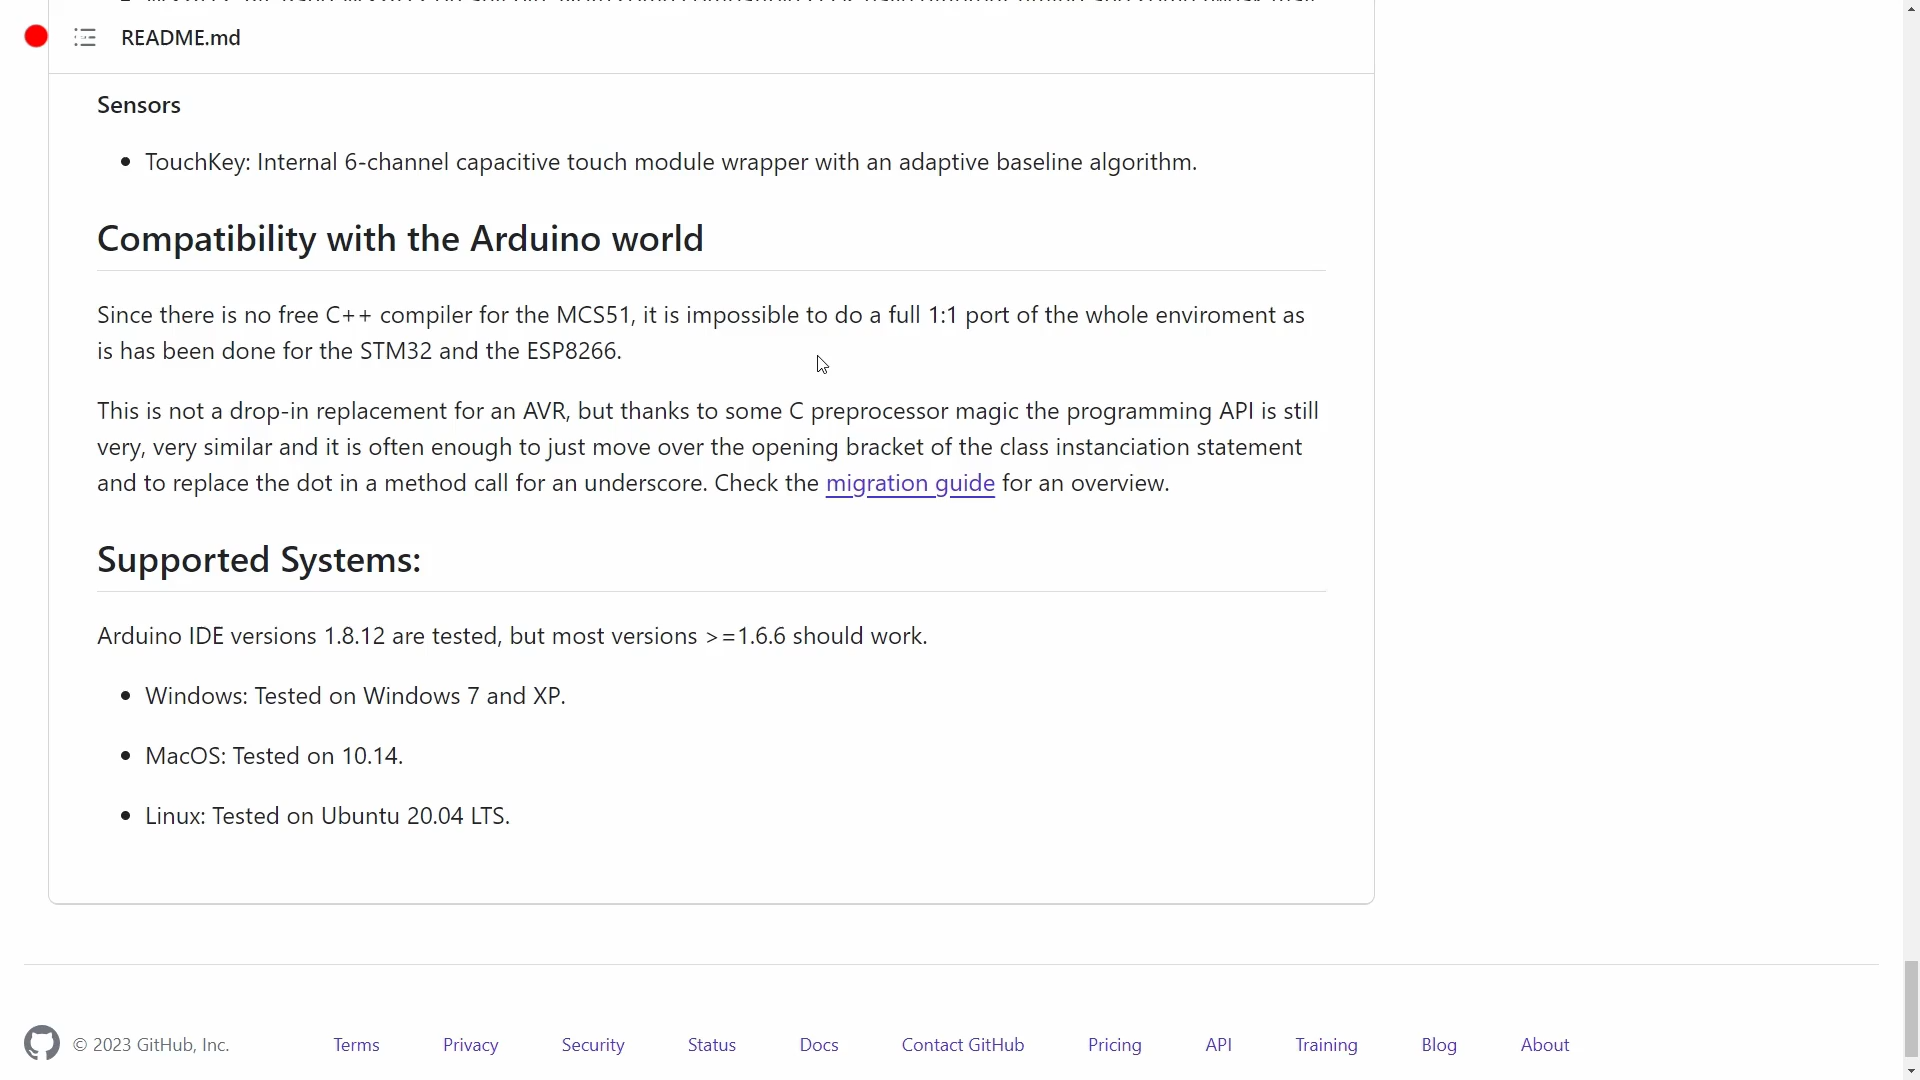 README.md
Sensors
• TouchKey: Internal 6-channel capacitive touch module wrapper with an adaptive baseline algorithm.
Compatibility with the Arduino world
Since there is no free C++ compiler for the MCS51, it is impossible to do a full 1:1 port of the whole enviroment as
is has been done for the STM32 and the ESP8266.
This is not a drop-in replacement for an AVR, but thanks to some C preprocessor magic the programming API is still
very, very similar and it is often enough to just move over the opening bracket of the class instanciation statement
and to replace the dot in a method call for an underscore. Check the migration guide for an overview.
Supported Systems:
Arduino IDE versions 1.8.12 are tested, but most versions >=1.6.6 should work.
• Windows: Tested on Windows 7 and XP.
• MacOS: Tested on 10.14.
• Linux: Tested on Ubuntu 20.04 LTS.
© 2023 GitHub, Inc. Terms Privacy Security Status Docs Contact GitHub Pricing API Training Blog About